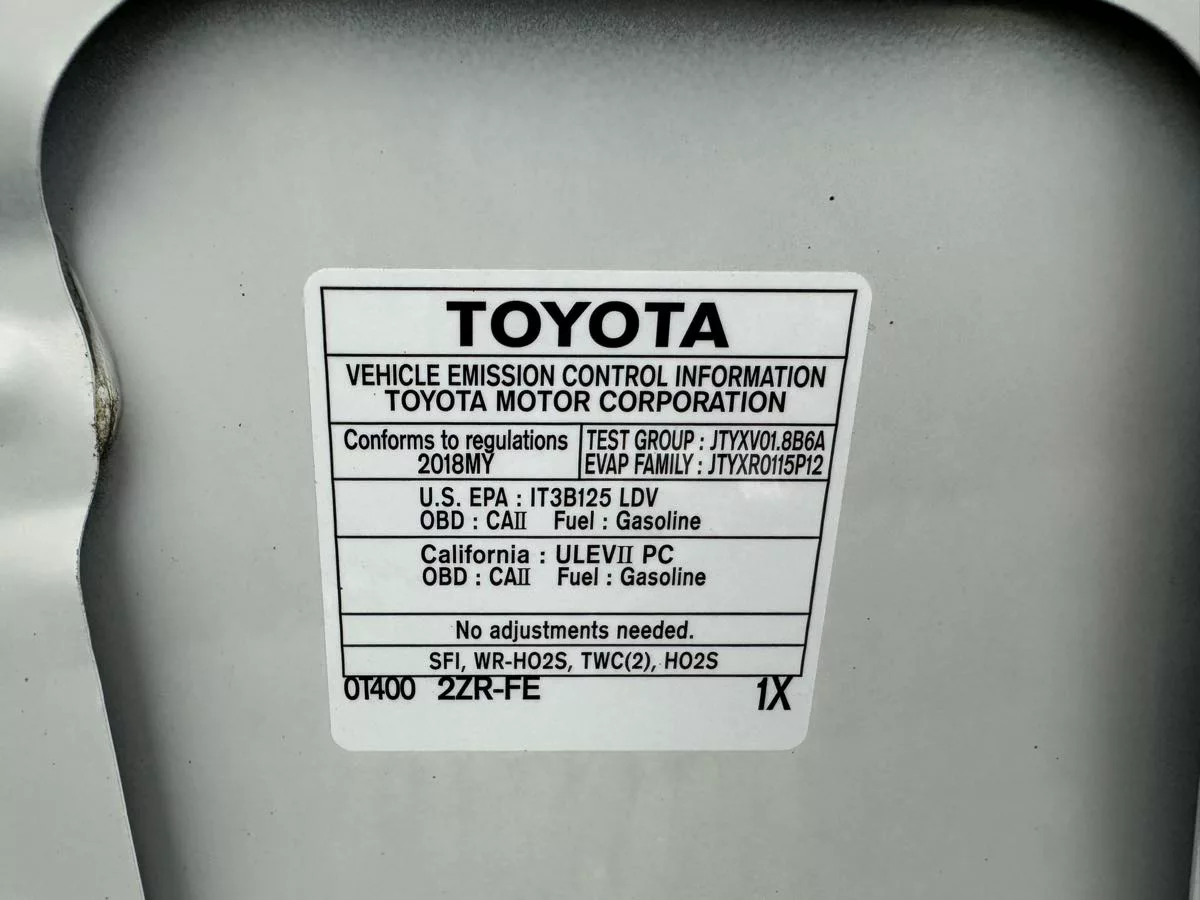 TOYOTA
VEHICLE EMISSION CONTROL INFORMATION
TOYOTA MOTOR CORPORATION
Conforms to regulations
2018MY
TEST GROUP : JTYXV01.8B6A
EVAP FAMILY : JTYXR0115P12
U.S. EPA : IT3B125 LDV
OBD : CAII Fuel : Gasoline
California : ULEVII PC
OBD : CAII Fuel : Gasoline
No adjustments needed.
SFI, WR-HO2S, TWC(2), HO2S
0T400 2ZR-FE 1X